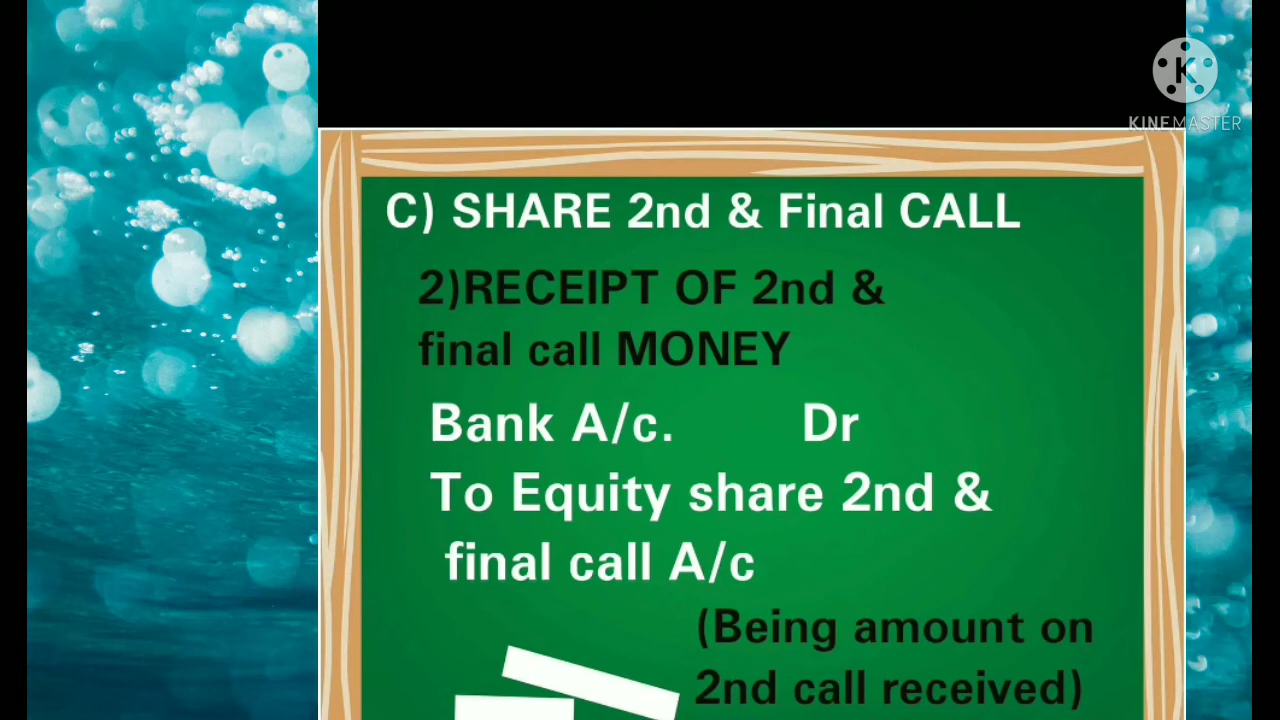 K
KINEMASTER
C) SHARE 2nd & Final CALL
2)RECEIPT OF 2nd &
final call MONEY
Bank A/c. Dr
To Equity share 2nd &
final call A/c
(Being amount on
2nd call received)